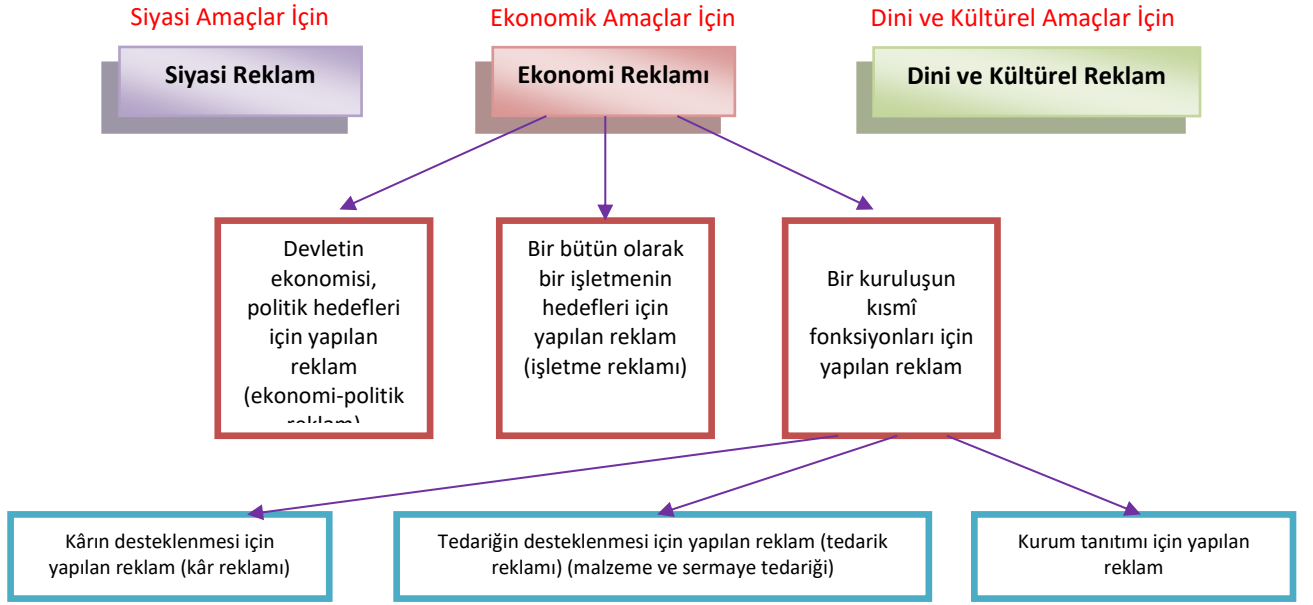 Siyasi Amaçlar İçin
Ekonomik Amaçlar İçin
Dini ve Kültürel Amaçlar İçin
Siyasi Reklam
Ekonomi Reklamı
Dini ve Kültürel Reklam
Devletin
ekonomisi,
politik hedefleri
için yapılan
reklam
(ekonomi-politik
reklam)
Bir bütün olarak
bir işletmenin
hedefleri için
yapılan reklam
(işletme reklamı)
Bir kuruluşun
kısmî
fonksiyonları için
yapılan reklam
Kârın desteklenmesi için
yapılan reklam (kâr reklamı)
Tedariğin desteklenmesi için yapılan reklam (tedarik
reklamı) (malzeme ve sermaye tedariği)
Kurum tanıtımı için yapılan
reklam